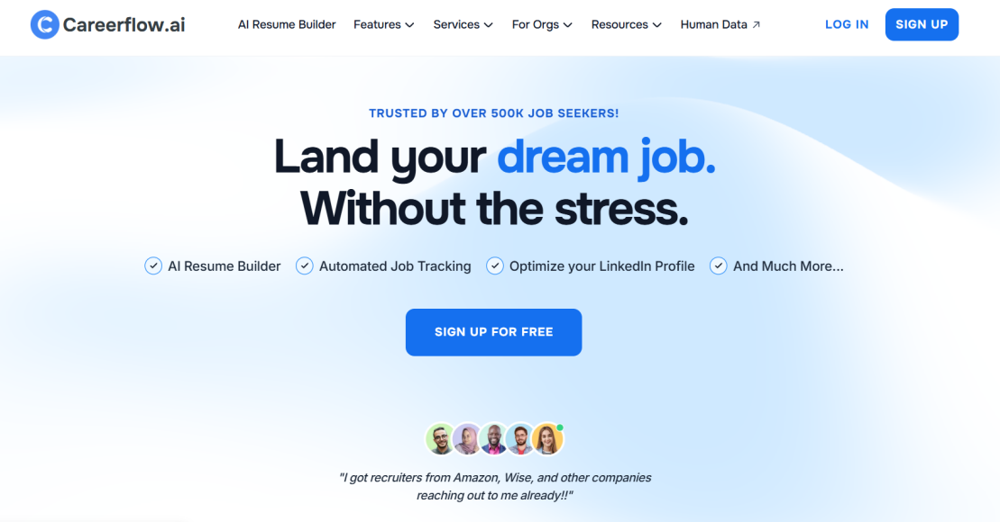 Careerflow.ai
AI Resume Builder
Features
Services
For Orgs
Resources
Human Data
LOG IN
SIGN UP
TRUSTED BY OVER 500K JOB SEEKERS!
Land your dream job.
Without the stress.
AI Resume Builder
Automated Job Tracking
Optimize your LinkedIn Profile
And Much More...
SIGN UP FOR FREE
"I got recruiters from Amazon, Wise, and other companies
reaching out to me already!!"